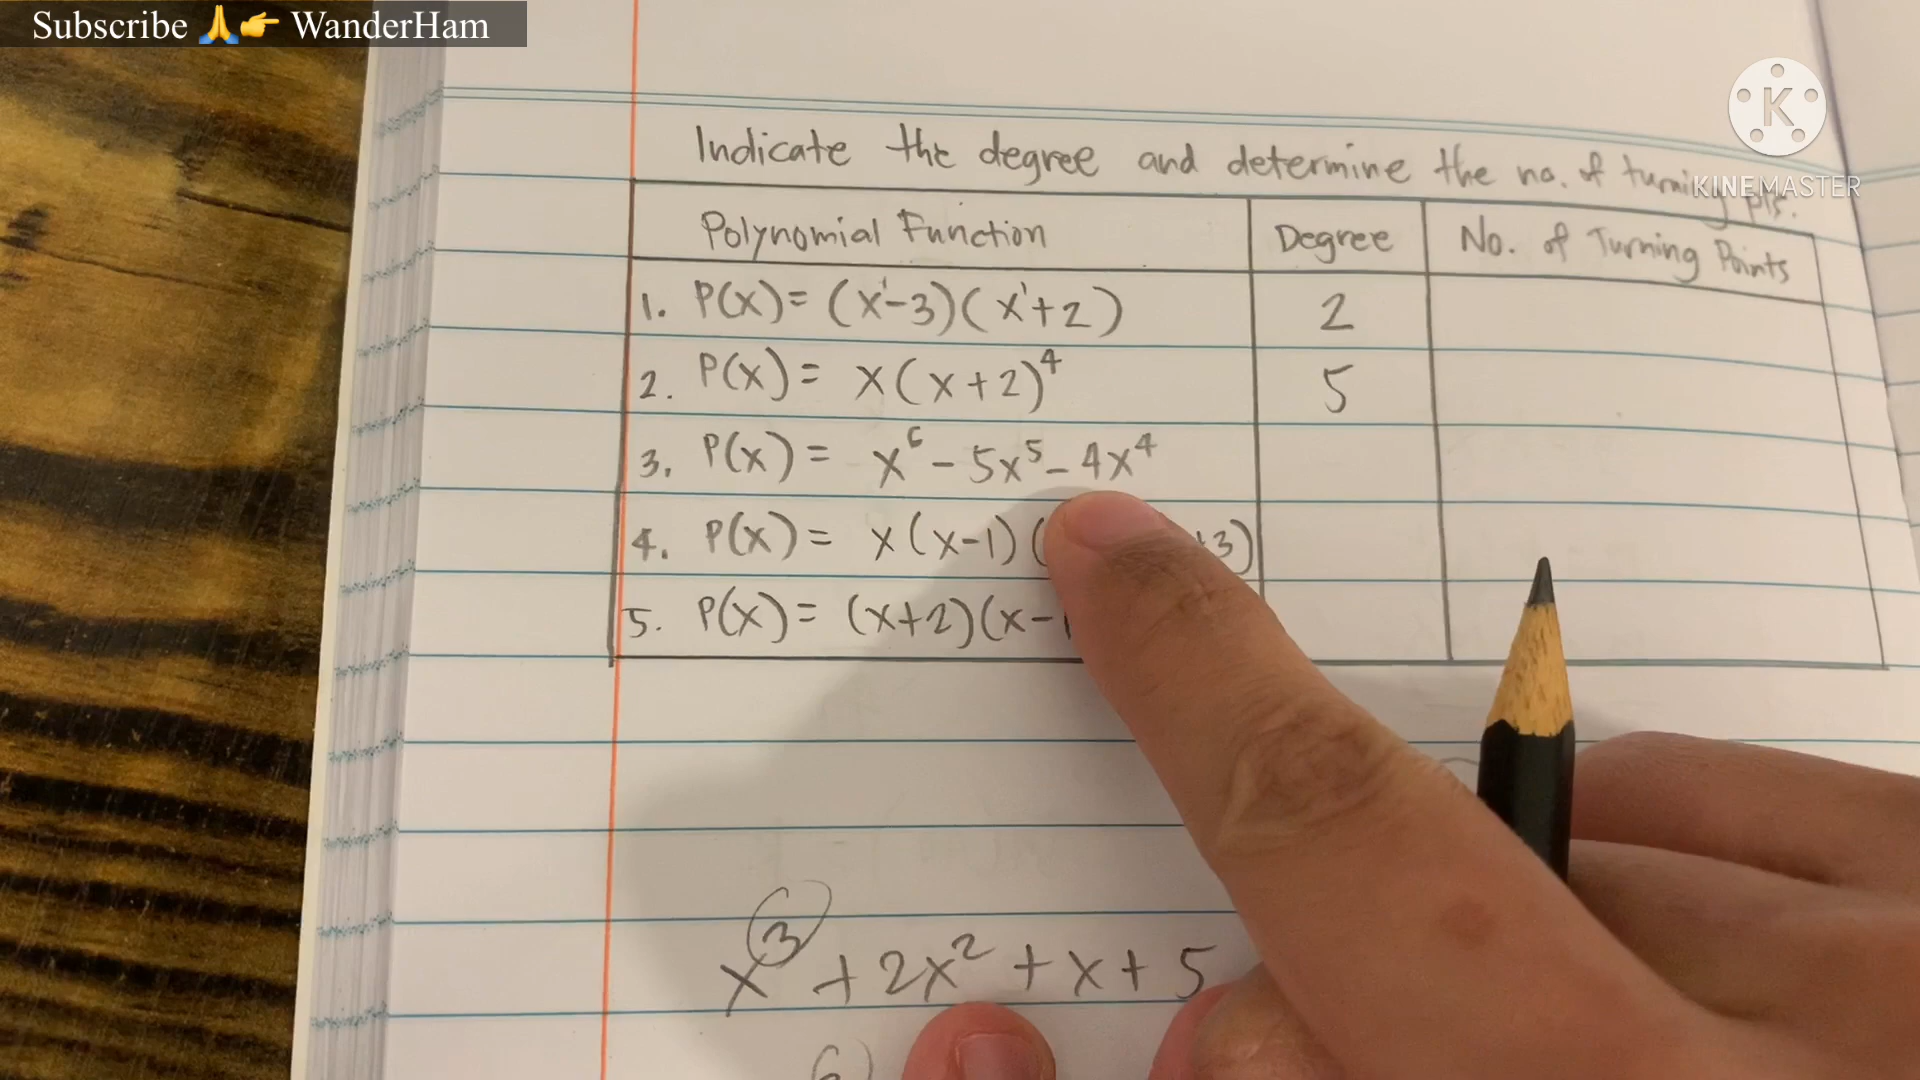 Subscribe 🙏👉 WanderHam
K
KINEMASTER
Indicate the degree and determine the no. of turning pts.
Polynomial Function Degree No. of Turning Points
1. P(x) = (x¹-3)(x¹+2) 2
2. P(x) = x(x+2)⁴ 5
3. P(x) = x⁶ - 5x⁵ - 4x⁴
4. P(x) = x(x-1)( +3)
5. P(x) = (x+2)(x-1
x³ + 2x² + x + 5